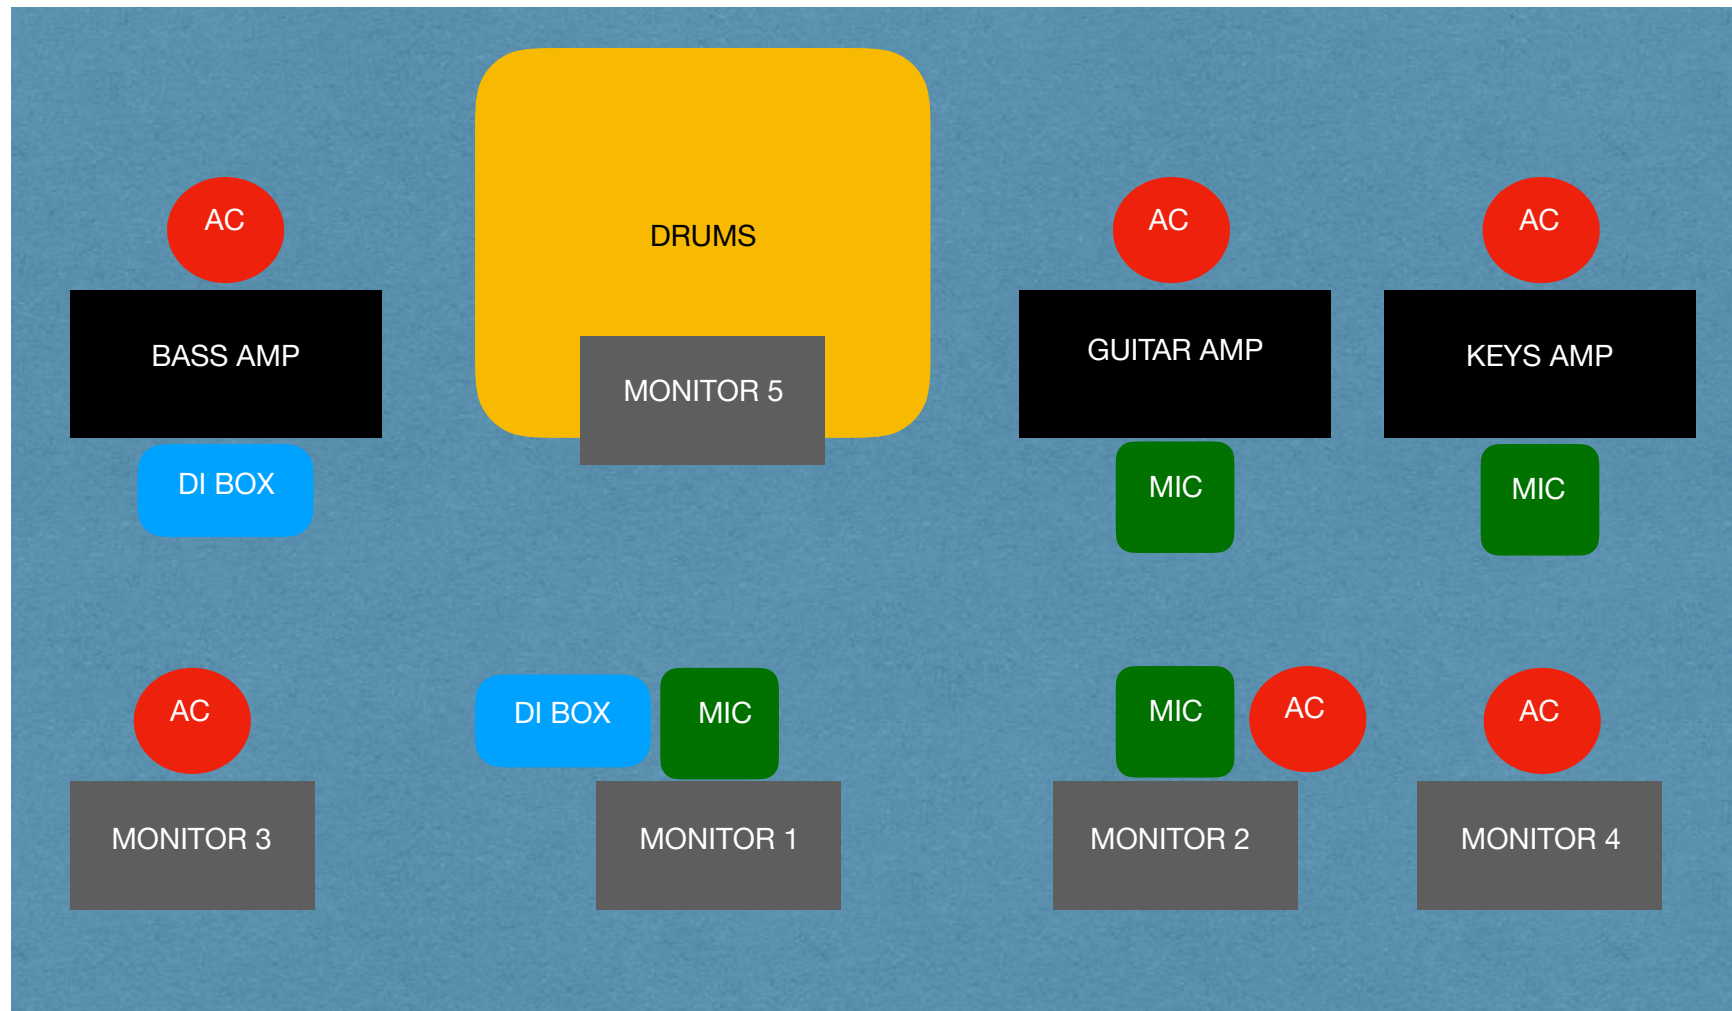 AC
DRUMS
AC
AC
BASS AMP
MONITOR 5
GUITAR AMP
KEYS AMP
DI BOX
MIC
MIC
AC
DI BOX
MIC
MIC
AC
AC
MONITOR 3
MONITOR 1
MONITOR 2
MONITOR 4